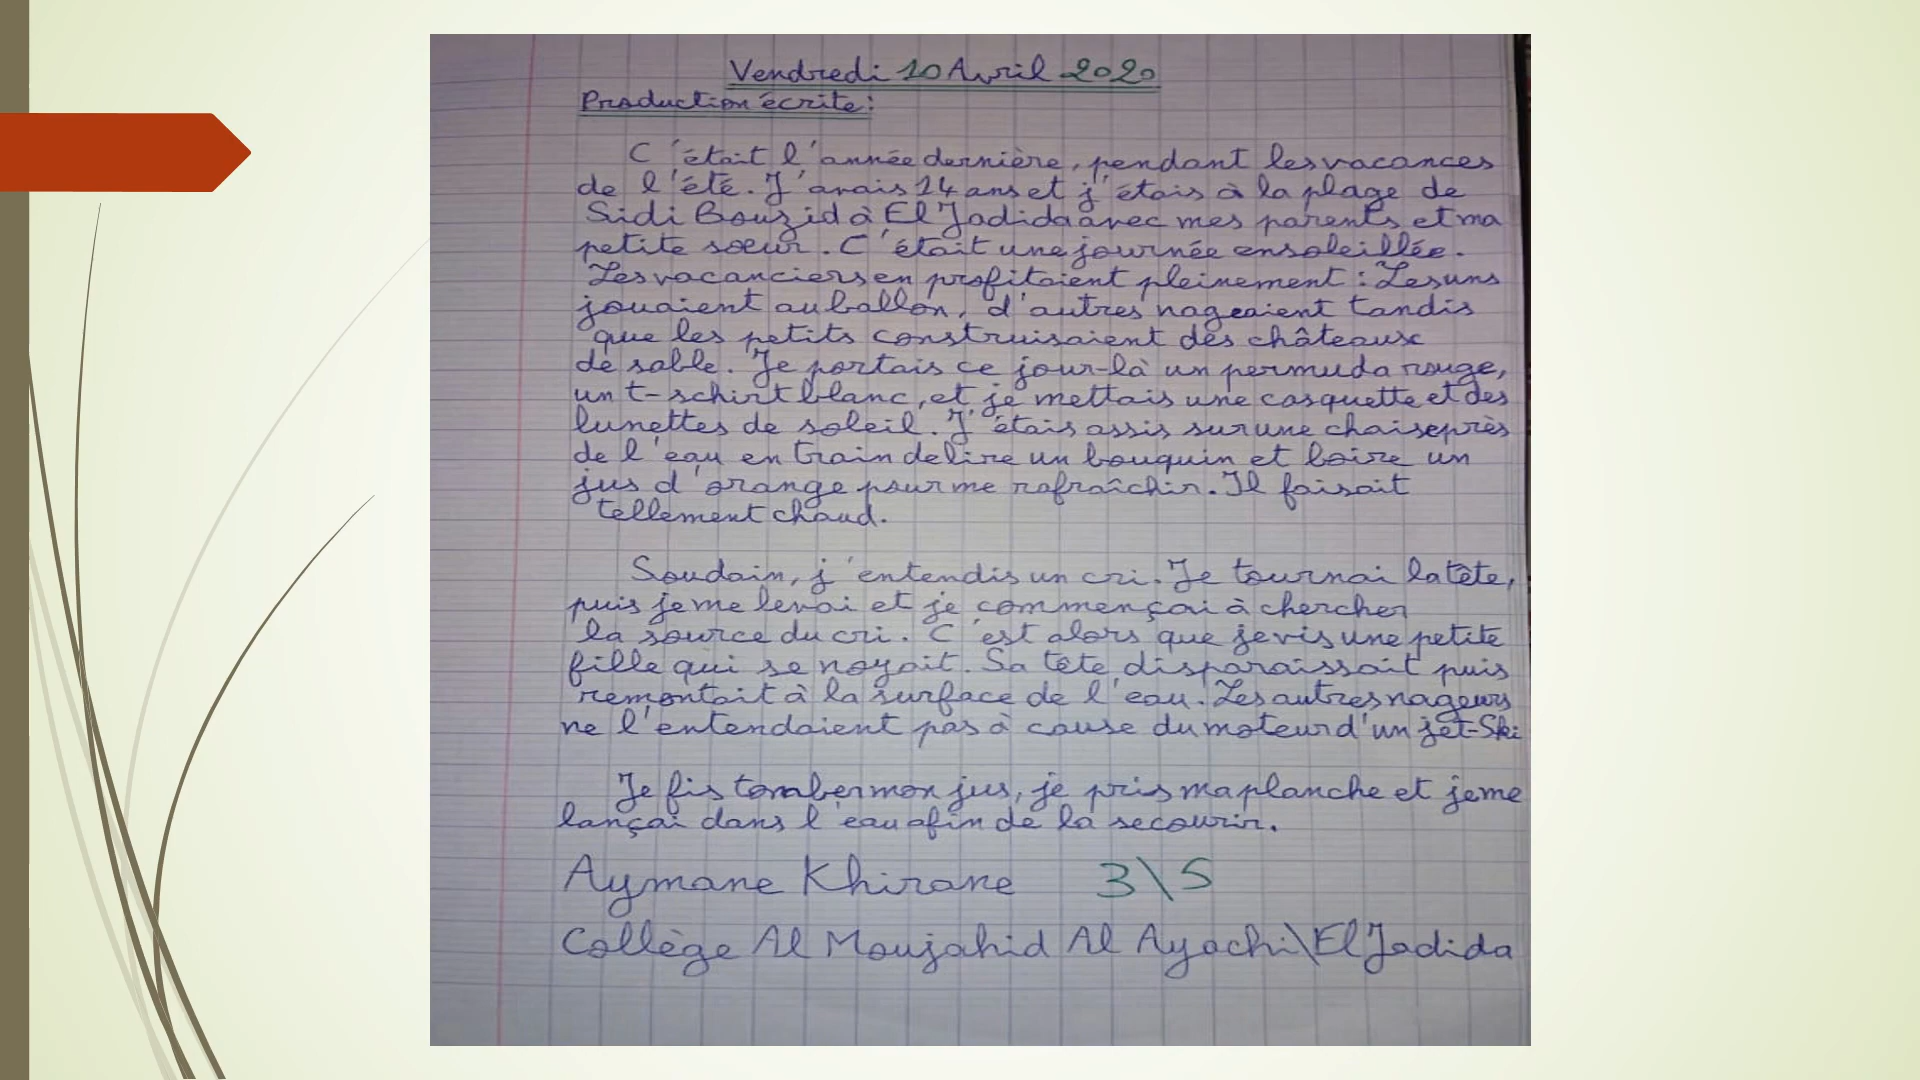 Vendredi 10 Avril 2020
Production écrite:
C'était l'année dernière, pendant les vacances
de l'été. J'avais 14 ans et j'étais à la plage de
Sidi Bouzid à El Jadida avec mes parents et ma
petite sœur. C'était une journée ensoleillée.
Les vacanciers en profitaient pleinement : Les uns
jouaient au ballon, d'autres nageaient tandis
que les petits construisaient des châteaux
de sable. Je portais ce jour-là un permuda rouge,
un t-schirt blanc, et je mettais une casquette et des
lunettes de soleil. J'étais assis sur une chaise près
de l'eau en train de lire un bouquin et boire un
jus d'orange pour me rafraîchir. Il faisait
tellement chaud.
Soudain, j'entendis un cri. Je tournai la tête,
puis je me levai et je commençai à chercher
la source du cri. C'est alors que je vis une petite
fille qui se noyait. Sa tête disparaissait puis
remontait à la surface de l'eau. Les autres nageurs
ne l'entendaient pas à cause du moteur d'un jet-Ski
Je fis tomber mon jus, je pris ma planche et je me
lançai dans l'eau afin de la secourir.
Aymane Khirane 3\5
Collège Al Moujahid Al Ayachi\El Jadida